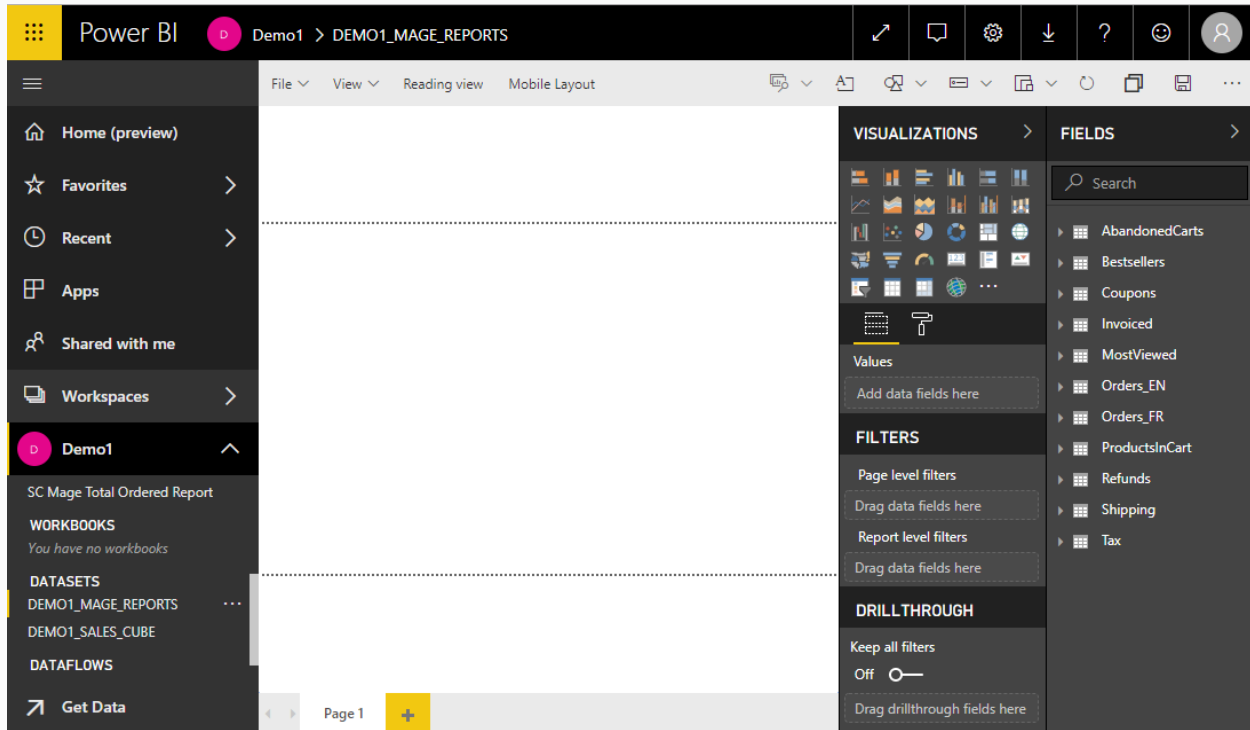 Power BI
D
Demo1 > DEMO1_MAGE_REPORTS
?
File
View
Reading view
Mobile Layout
Home (preview)
Favorites
Recent
Apps
Shared with me
Workspaces
D
Demo1
SC Mage Total Ordered Report
WORKBOOKS
You have no workbooks
DATASETS
DEMO1_MAGE_REPORTS
DEMO1_SALES_CUBE
DATAFLOWS
Get Data
Page 1
+
VISUALIZATIONS
123
Values
Add data fields here
FILTERS
Page level filters
Drag data fields here
Report level filters
Drag data fields here
DRILLTHROUGH
Keep all filters
Off
Drag drillthrough fields here
FIELDS
Search
AbandonedCarts
Bestsellers
Coupons
Invoiced
MostViewed
Orders_EN
Orders_FR
ProductsInCart
Refunds
Shipping
Tax